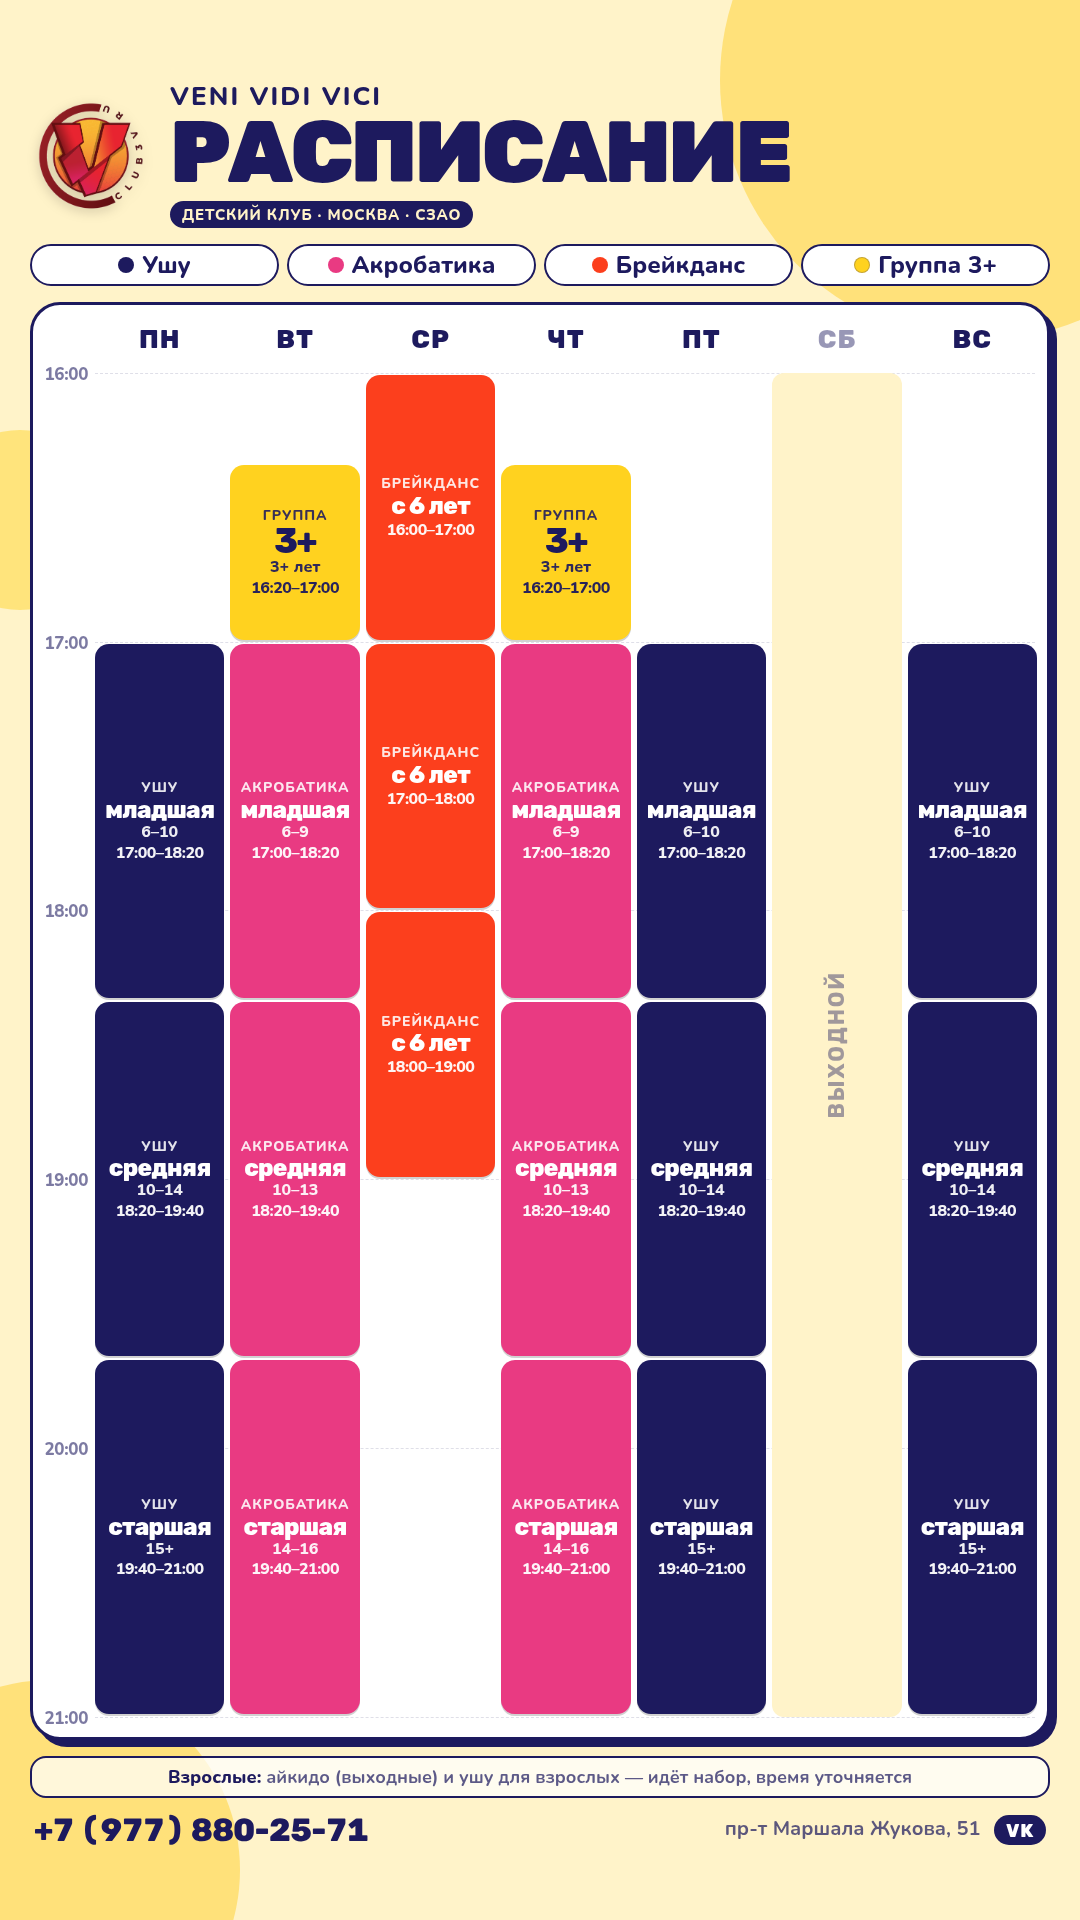 VENI VIDI VICI
РАСПИСАНИЕ
ДЕТСКИЙ КЛУБ · МОСКВА · СЗАО
Ушу
Акробатика
Брейкданс
Группа 3+
ПН ВТ СР ЧТ ПТ СБ ВС
16:00
БРЕЙКДАНС
с 6 лет
16:00–17:00
ГРУППА
3+
3+ лет
16:20–17:00
ГРУППА
3+
3+ лет
16:20–17:00
17:00
УШУ
младшая
6–10
17:00–18:20
АКРОБАТИКА
младшая
6–9
17:00–18:20
БРЕЙКДАНС
с 6 лет
17:00–18:00
АКРОБАТИКА
младшая
6–9
17:00–18:20
УШУ
младшая
6–10
17:00–18:20
УШУ
младшая
6–10
17:00–18:20
18:00
БРЕЙКДАНС
с 6 лет
18:00–19:00
ВЫХОДНОЙ
УШУ
средняя
10–14
18:20–19:40
АКРОБАТИКА
средняя
10–13
18:20–19:40
АКРОБАТИКА
средняя
10–13
18:20–19:40
УШУ
средняя
10–14
18:20–19:40
УШУ
средняя
10–14
18:20–19:40
19:00
20:00
УШУ
старшая
15+
19:40–21:00
АКРОБАТИКА
старшая
14–16
19:40–21:00
АКРОБАТИКА
старшая
14–16
19:40–21:00
УШУ
старшая
15+
19:40–21:00
УШУ
старшая
15+
19:40–21:00
21:00
Взрослые: айкидо (выходные) и ушу для взрослых — идёт набор, время уточняется
+7 (977) 880-25-71
пр-т Маршала Жукова, 51
VK